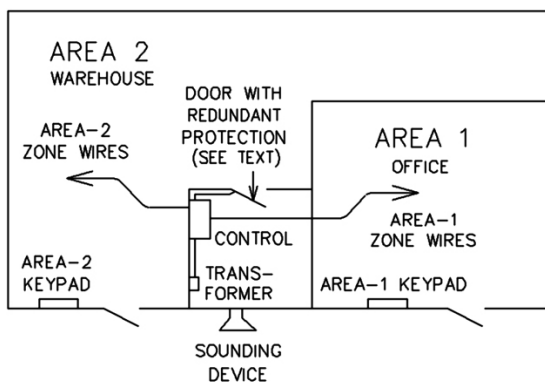 AREA 2
WAREHOUSE
DOOR WITH
REDUNDANT
PROTECTION
(SEE TEXT)
AREA-2
ZONE WIRES
AREA 1
OFFICE
AREA-1
ZONE WIRES
CONTROL
AREA-2
KEYPAD
TRANS-
FORMER
AREA-1 KEYPAD
SOUNDING
DEVICE